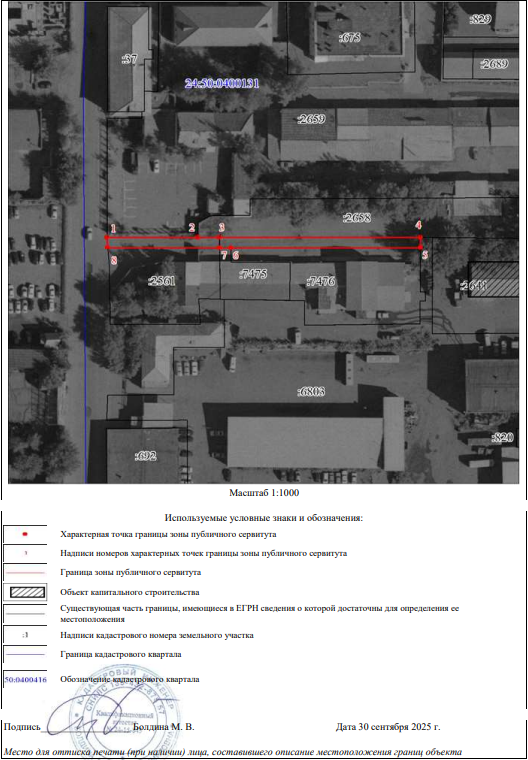 :37
:675
:829
:2689
24:50:0400131
:2659
:2658
1 2 3 4
8 7 6 5
:2561
:7475
:7476
:2641
:6803
:692
:820
Масштаб 1:1000
Используемые условные знаки и обозначения:
Характерная точка границы зоны публичного сервитута
Надписи номеров характерных точек границы зоны публичного сервитута
Граница зоны публичного сервитута
Объект капитального строительства
Существующая часть границы, имеющиеся в ЕГРН сведения о которой достаточны для определения ее
местоположения
:1 Надписи кадастрового номера земельного участка
Граница кадастрового квартала
50:0400416 Обозначение кадастрового квартала
КАДАСТРОВЫЙ ИНЖЕНЕР
Квалификационный
аттестат
Подпись Болдина М. В. Дата 30 сентября 2025 г.
Место для оттиска печати (при наличии) лица, составившего описание местоположения границ объекта